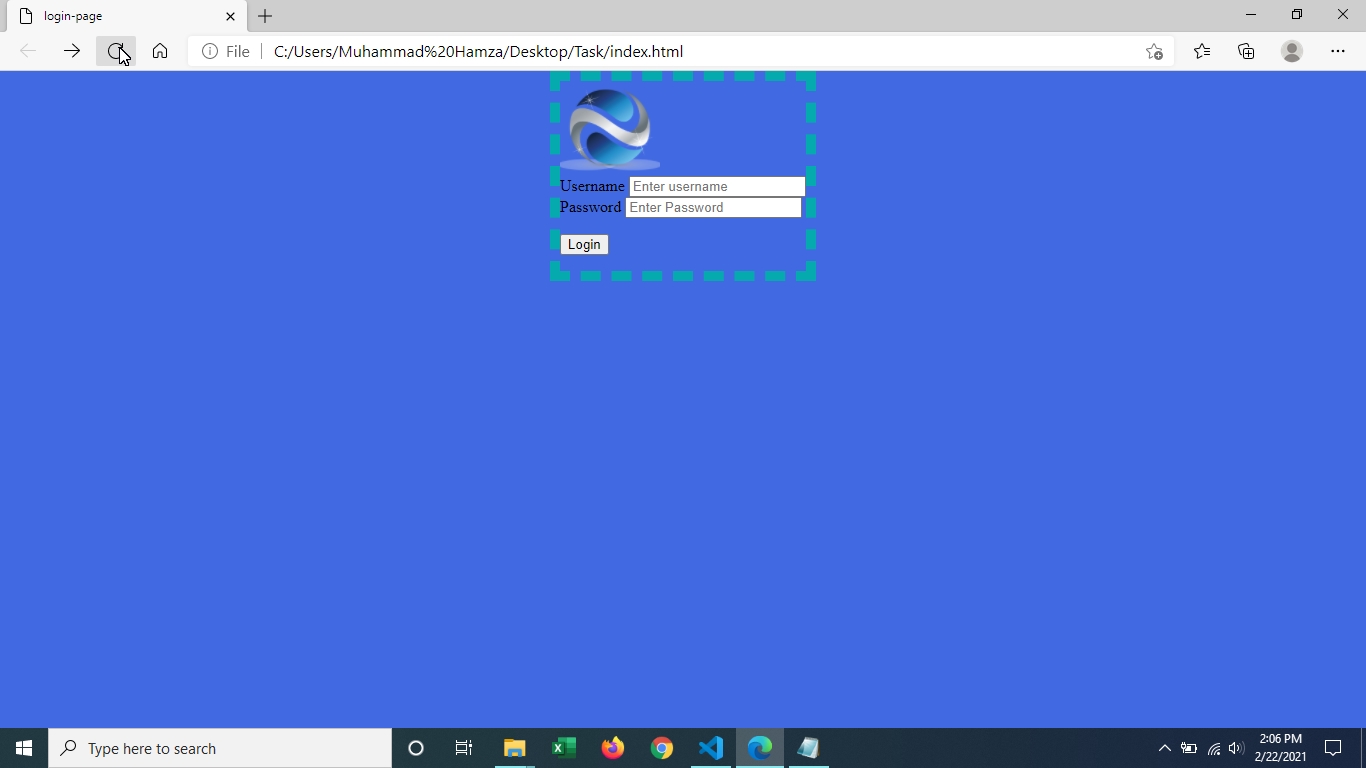 login-page
File
C:/Users/Muhammad%20Hamza/Desktop/Task/index.html
Username Enter username
Password Enter Password
Login
Type here to search
2:06 PM
2/22/2021